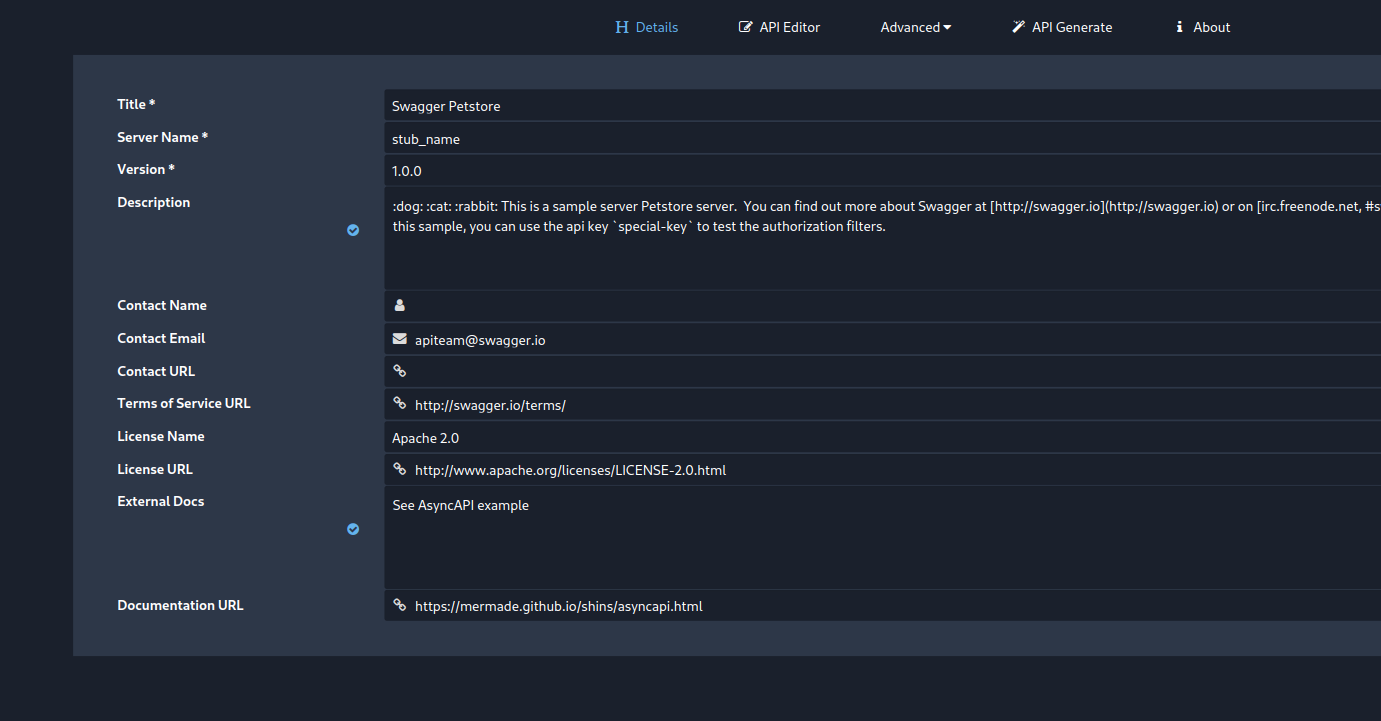 Details API Editor Advanced API Generate About
Title * Swagger Petstore
Server Name * stub_name
Version * 1.0.0
Description :dog: :cat: :rabbit: This is a sample server Petstore server.  You can find out more about Swagger at [http://swagger.io](http://swagger.io) or on [irc.freenode.net,
this sample, you can use the api key `special-key` to test the authorization filters.
Contact Name
Contact Email apiteam@swagger.io
Contact URL
Terms of Service URL http://swagger.io/terms/
License Name Apache 2.0
License URL http://www.apache.org/licenses/LICENSE-2.0.html
External Docs See AsyncAPI example
Documentation URL https://mermade.github.io/shins/asyncapi.html